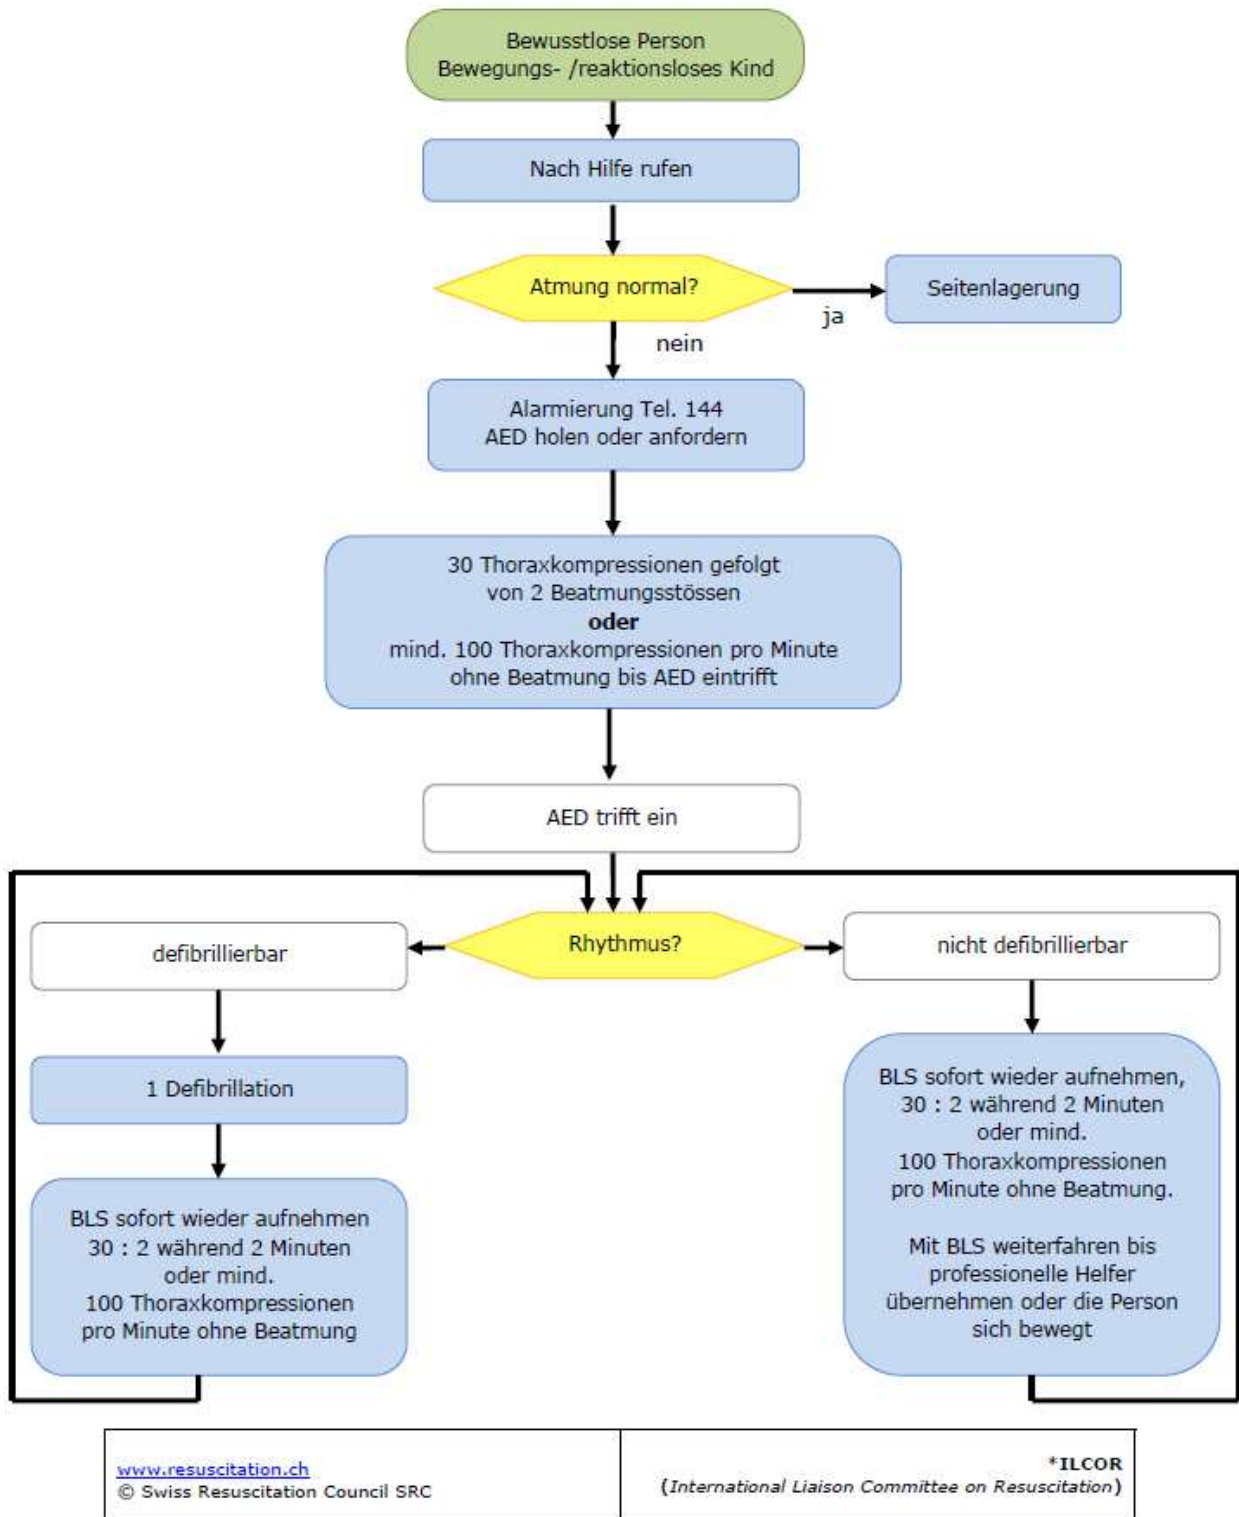 Bewusstlose Person
Bewegungs- /reaktionsloses Kind
Nach Hilfe rufen
Atmung normal?
ja
Seitenlagerung
nein
Alarmierung Tel. 144
AED holen oder anfordern
30 Thoraxkompressionen gefolgt
von 2 Beatmungsstössen
oder
mind. 100 Thoraxkompressionen pro Minute
ohne Beatmung bis AED eintrifft
AED trifft ein
Rhythmus?
defibrillierbar
1 Defibrillation
BLS sofort wieder aufnehmen
30 : 2 während 2 Minuten
oder mind.
100 Thoraxkompressionen
pro Minute ohne Beatmung
nicht defibrillierbar
BLS sofort wieder aufnehmen,
30 : 2 während 2 Minuten
oder mind.
100 Thoraxkompressionen
pro Minute ohne Beatmung.
Mit BLS weiterfahren bis
professionelle Helfer
übernehmen oder die Person
sich bewegt
www.resuscitation.ch
© Swiss Resuscitation Council SRC
*ILCOR
(International Liaison Committee on Resuscitation)